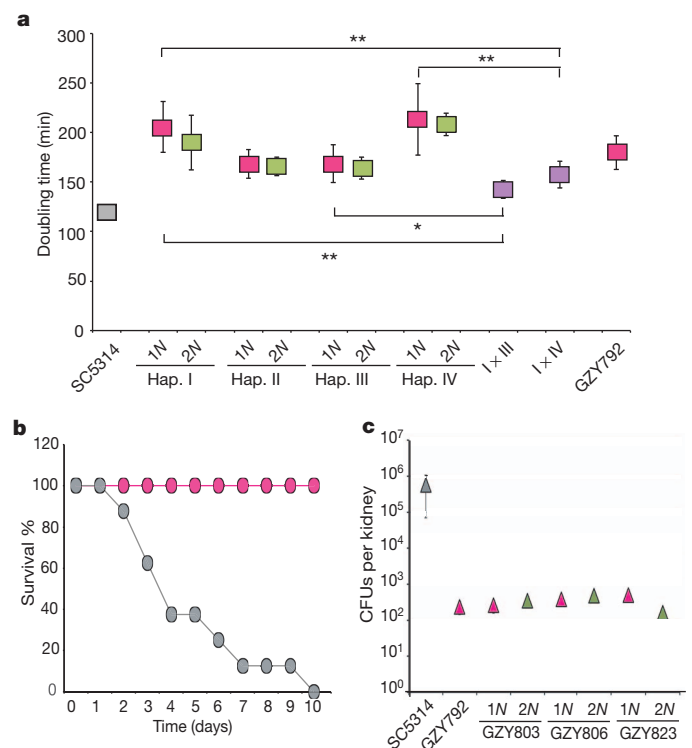 a
300
250
200
150
100
50
0
Doubling time (min)
**
**
*
**
SC5314
1N 2N 1N 2N 1N 2N 1N 2N
Hap. I Hap. II Hap. III Hap. IV
I × III
I × IV
GZY792
b
120
100
80
60
40
20
0
Survival %
0 1 2 3 4 5 6 7 8 9 10
Time (days)
c
10^7
10^6
10^5
10^4
10^3
10^2
10^1
10^0
CFUs per kidney
SC5314
GZY792
1N 2N 1N 2N 1N 2N
GZY803 GZY806 GZY823